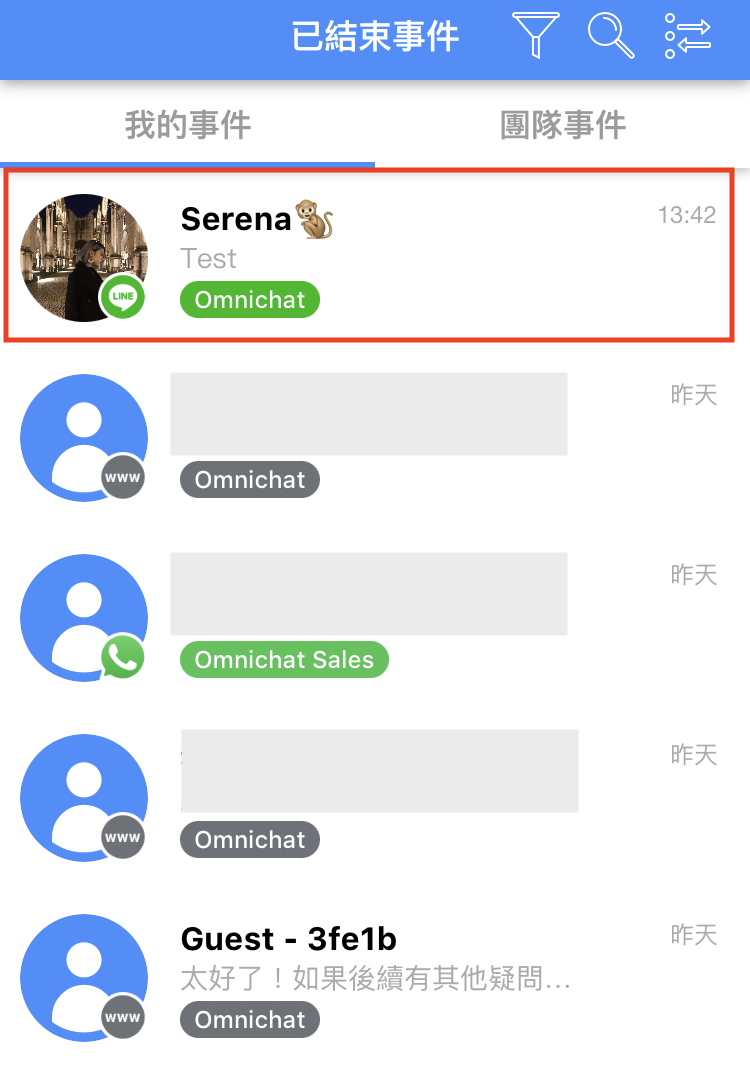 已結束事件
我的事件
團隊事件
Serena🐒
13:42
Test
LINE
Omnichat
昨天
www
Omnichat
昨天
Omnichat Sales
昨天
www
Omnichat
Guest - 3fe1b
昨天
太好了！如果後續有其他疑問...
www
Omnichat